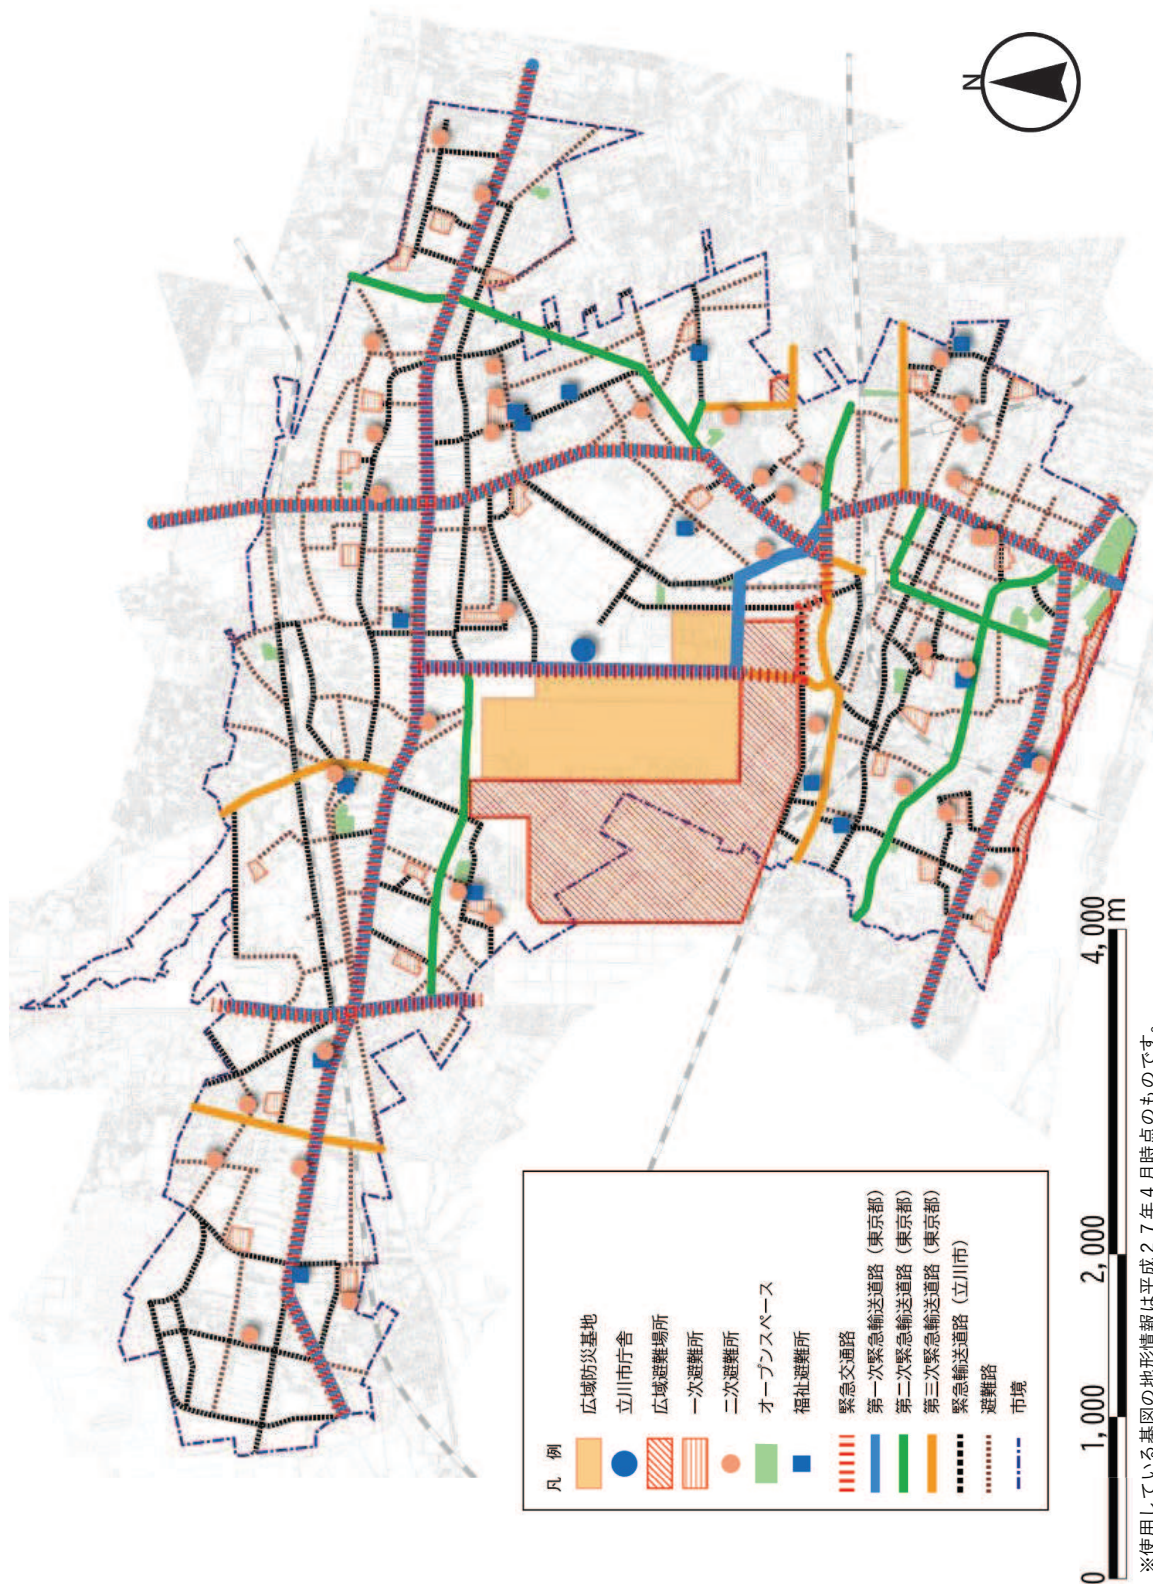 N
凡 例
広域防災基地
立川市庁舎
広域避難場所
一次避難所
二次避難所
オープンスペース
福祉避難所
緊急交通路
第一次緊急輸送道路（東京都）
第二次緊急輸送道路（東京都）
第三次緊急輸送道路（東京都）
緊急輸送道路（立川市）
避難路
市境
0 1,000 2,000 4,000
m
※使用している基図の地形情報は平成２７年４月時点のものです。